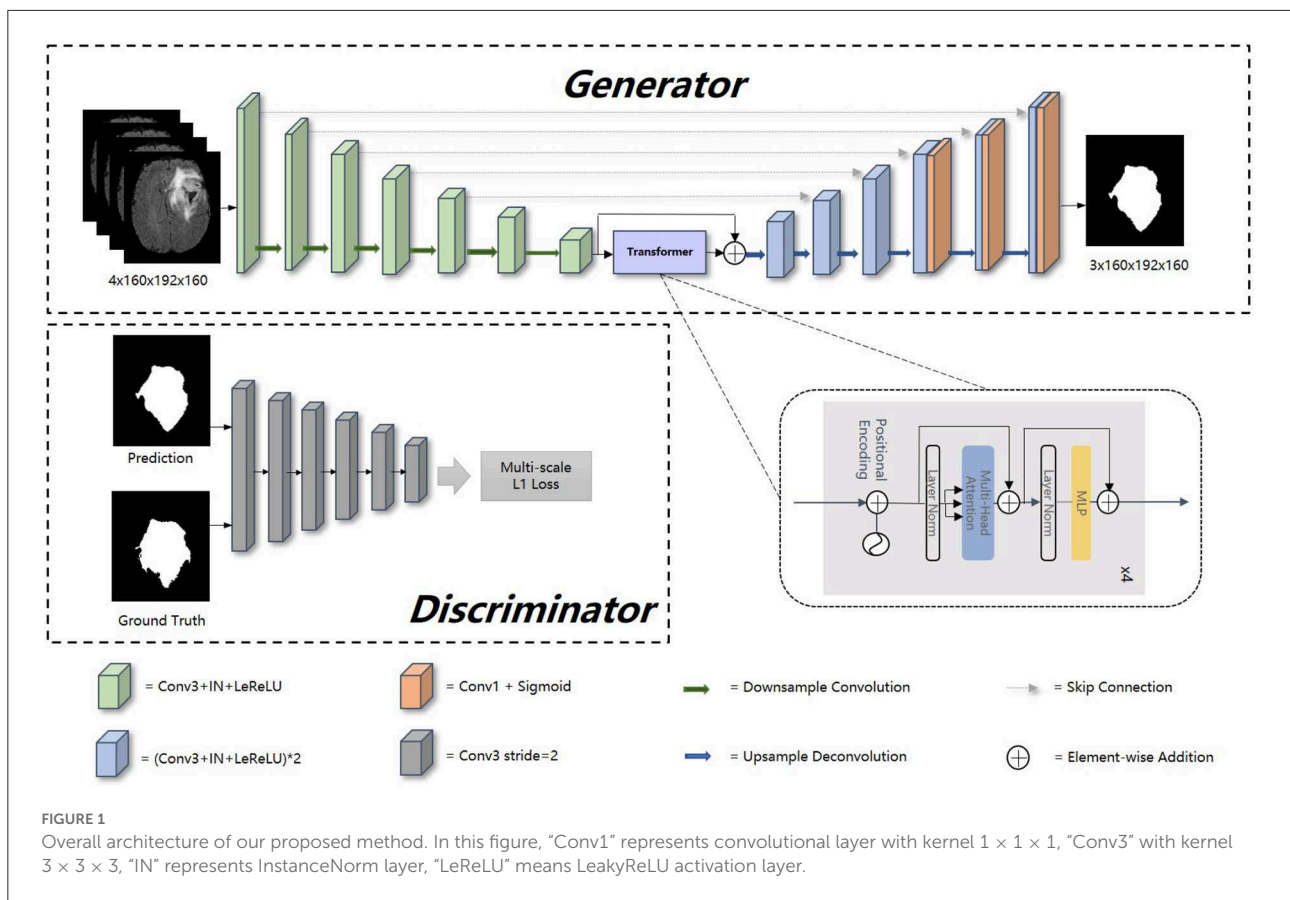 Generator
4x160x192x160
Transformer
3x160x192x160
Prediction
Ground Truth
Multi-scale
L1 Loss
Discriminator
Positional
Encoding
Layer Norm
Multi-Head
Attention
Layer Norm
MLP
x4
= Conv3+IN+LeReLU
= Conv1 + Sigmoid
= Downsample Convolution
= Skip Connection
= (Conv3+IN+LeReLU)*2
= Conv3 stride=2
= Upsample Deconvolution
= Element-wise Addition
FIGURE 1
Overall architecture of our proposed method. In this figure, “Conv1” represents convolutional layer with kernel 1 × 1 × 1, “Conv3” with kernel
3 × 3 × 3, “IN” represents InstanceNorm layer, “LeReLU” means LeakyReLU activation layer.